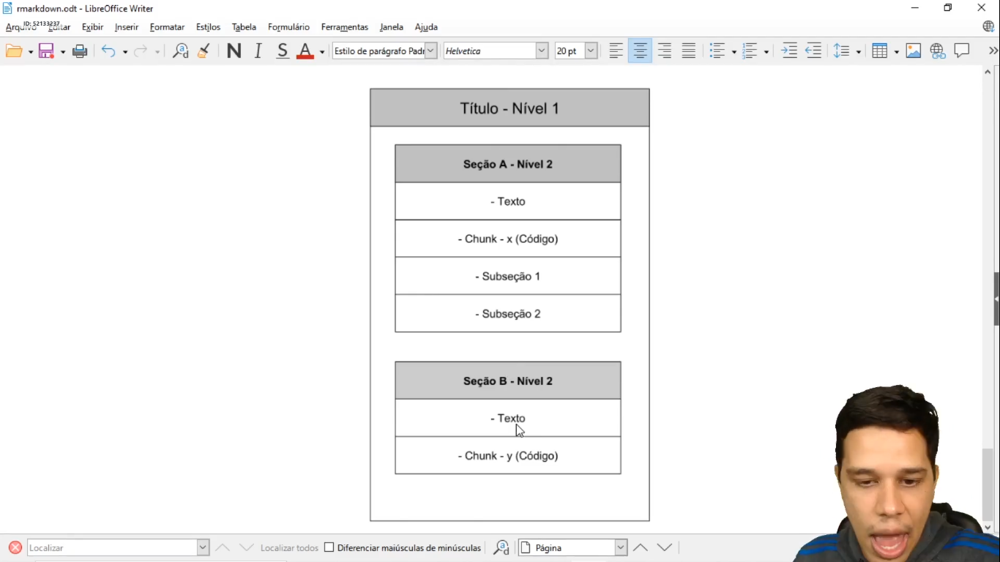 rmarkdown.odt - LibreOffice Writer
ID: 52133237
Arquivo Editar Exibir Inserir Formatar Estilos Tabela Formulário Ferramentas Janela Ajuda
N I S A Estilo de parágrafo Padr Helvetica 20 pt
Título - Nível 1
Seção A - Nível 2
- Texto
- Chunk - x (Código)
- Subseção 1
- Subseção 2
Seção B - Nível 2
- Texto
- Chunk - y (Código)
Localizar Localizar todos Diferenciar maiúsculas de minúsculas Página